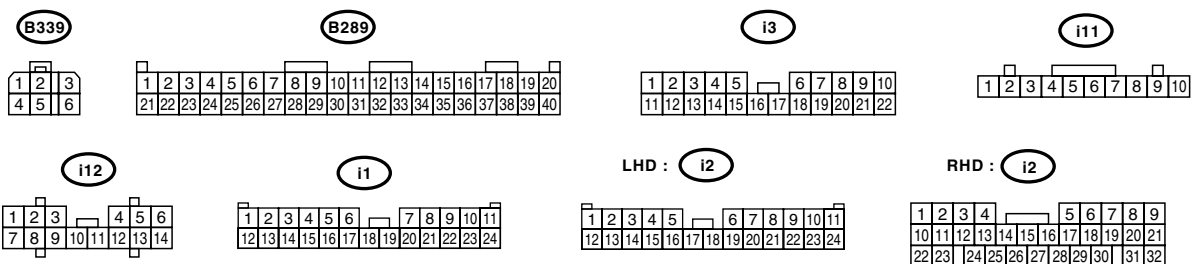 B339 B289 i3 i11
1 2 3 1 2 3 4 5 6 7 8 9 10 11 12 13 14 15 16 17 18 19 20 1 2 3 4 5 6 7 8 9 10 1 2 3 4 5 6 7 8 9 10
4 5 6 21 22 23 24 25 26 27 28 29 30 31 32 33 34 35 36 37 38 39 40 11 12 13 14 15 16 17 18 19 20 21 22
i12 i1 LHD : i2 RHD : i2
1 2 3 4 5 6 1 2 3 4 5 6 7 8 9 10 11 1 2 3 4 5 6 7 8 9 10 11 1 2 3 4 5 6 7 8 9
7 8 9 10 11 12 13 14 12 13 14 15 16 17 18 19 20 21 22 23 24 12 13 14 15 16 17 18 19 20 21 22 23 24 10 11 12 13 14 15 16 17 18 19 20 21
22 23 24 25 26 27 28 29 30 31 32